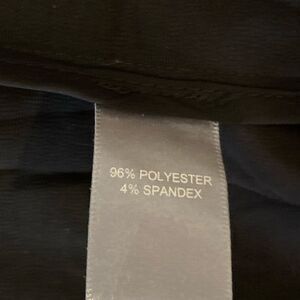 96% POLYESTER
4% SPANDEX